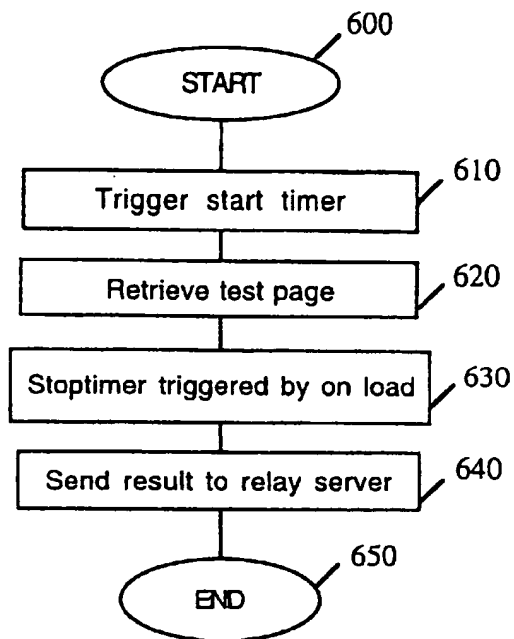 600
START
610
Trigger start timer
620
Retrieve test page
630
Stoptimer triggered by on load
640
Send result to relay server
650
END